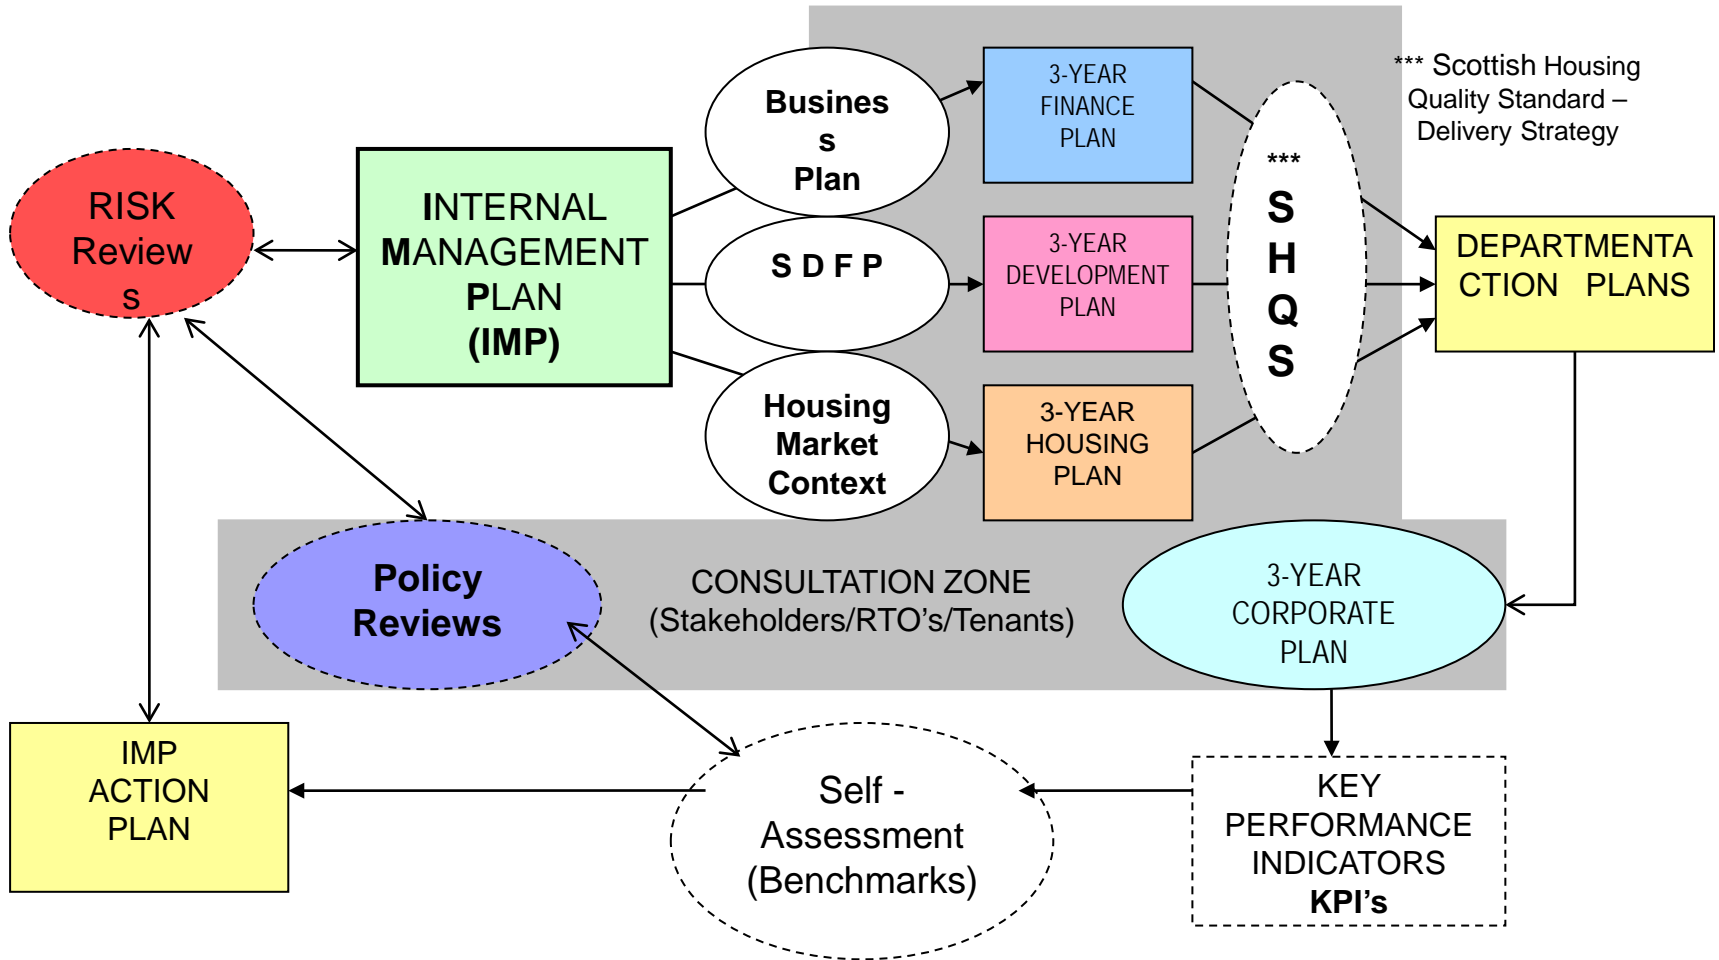 RISK
Review
s
INTERNAL
MANAGEMENT
PLAN
(IMP)
Busines
s
Plan
S D F P
Housing
Market
Context
3-YEAR
FINANCE
PLAN
3-YEAR
DEVELOPMENT
PLAN
3-YEAR
HOUSING
PLAN
***
S
H
Q
S
*** Scottish Housing
Quality Standard –
Delivery Strategy
DEPARTMENTA
CTION PLANS
Policy
Reviews
CONSULTATION ZONE
(Stakeholders/RTO’s/Tenants)
3-YEAR
CORPORATE
PLAN
IMP
ACTION
PLAN
Self -
Assessment
(Benchmarks)
KEY
PERFORMANCE
INDICATORS
KPI’s